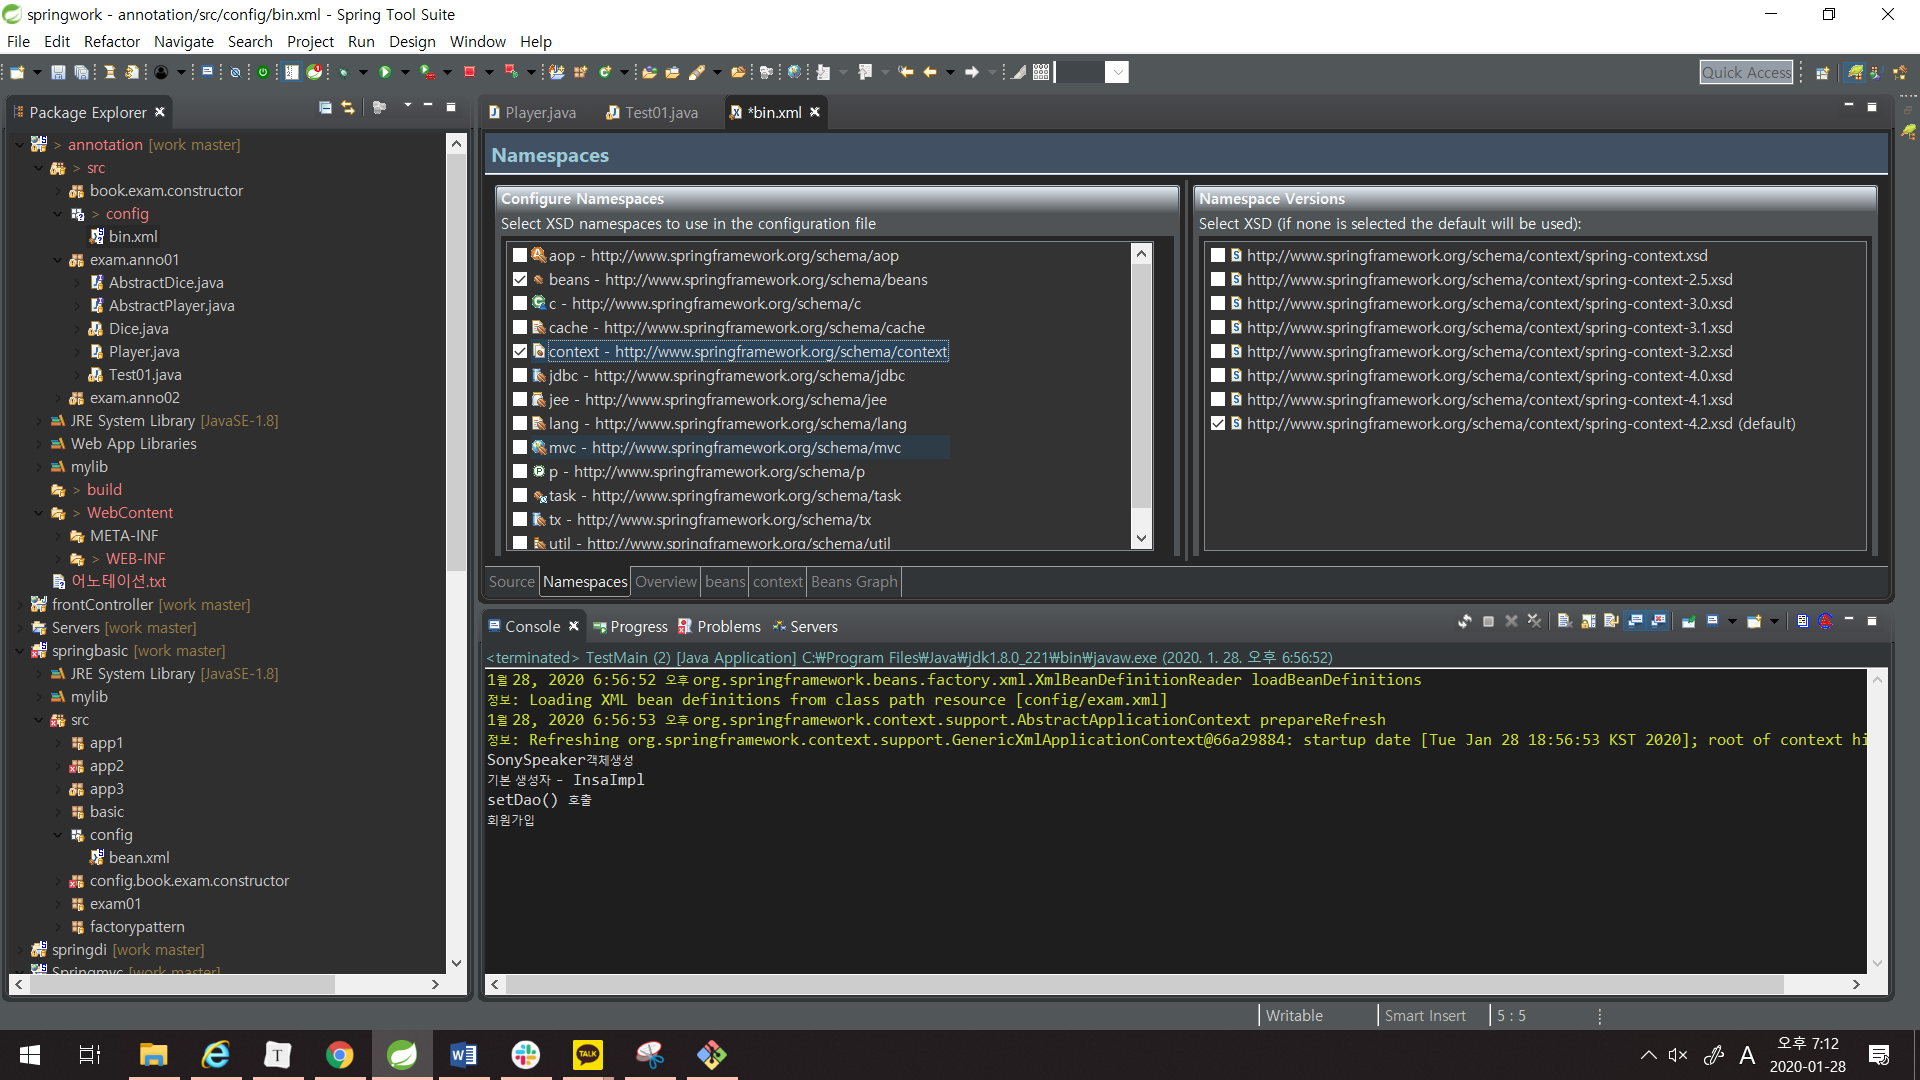 springwork - annotation/src/config/bin.xml - Spring Tool Suite
File Edit Refactor Navigate Search Project Run Design Window Help
Quick Access
Package Explorer
> annotation [work master]
> src
book.exam.constructor
> config
bin.xml
exam.anno01
AbstractDice.java
AbstractPlayer.java
Dice.java
Player.java
Test01.java
exam.anno02
JRE System Library [JavaSE-1.8]
Web App Libraries
mylib
> build
> WebContent
META-INF
> WEB-INF
어노테이션.txt
frontController [work master]
Servers [work master]
springbasic [work master]
JRE System Library [JavaSE-1.8]
mylib
src
app1
app2
app3
basic
config
bean.xml
config.book.exam.constructor
exam01
factorypattern
springdi [work master]
Springmvc [work master]
Player.java Test01.java *bin.xml
Namespaces
Configure Namespaces
Select XSD namespaces to use in the configuration file
aop - http://www.springframework.org/schema/aop
beans - http://www.springframework.org/schema/beans
c - http://www.springframework.org/schema/c
cache - http://www.springframework.org/schema/cache
context - http://www.springframework.org/schema/context
jdbc - http://www.springframework.org/schema/jdbc
jee - http://www.springframework.org/schema/jee
lang - http://www.springframework.org/schema/lang
mvc - http://www.springframework.org/schema/mvc
p - http://www.springframework.org/schema/p
task - http://www.springframework.org/schema/task
tx - http://www.springframework.org/schema/tx
util - http://www.springframework.org/schema/util
Namespace Versions
Select XSD (if none is selected the default will be used):
http://www.springframework.org/schema/context/spring-context.xsd
http://www.springframework.org/schema/context/spring-context-2.5.xsd
http://www.springframework.org/schema/context/spring-context-3.0.xsd
http://www.springframework.org/schema/context/spring-context-3.1.xsd
http://www.springframework.org/schema/context/spring-context-3.2.xsd
http://www.springframework.org/schema/context/spring-context-4.0.xsd
http://www.springframework.org/schema/context/spring-context-4.1.xsd
http://www.springframework.org/schema/context/spring-context-4.2.xsd (default)
Source Namespaces Overview beans context Beans Graph
Console Progress Problems Servers
<terminated> TestMain (2) [Java Application] C:₩Program Files₩Java₩jdk1.8.0_221₩bin₩javaw.exe (2020. 1. 28. 오후 6:56:52)
1월 28, 2020 6:56:52 오후 org.springframework.beans.factory.xml.XmlBeanDefinitionReader loadBeanDefinitions
정보: Loading XML bean definitions from class path resource [config/exam.xml]
1월 28, 2020 6:56:53 오후 org.springframework.context.support.AbstractApplicationContext prepareRefresh
정보: Refreshing org.springframework.context.support.GenericXmlApplicationContext@66a29884: startup date [Tue Jan 28 18:56:53 KST 2020]; root of context hi
SonySpeaker객체생성
기본 생성자 - InsaImpl
setDao() 호출
회원가입
Writable Smart Insert 5 : 5
TALK
A
오후 7:12
2020-01-28